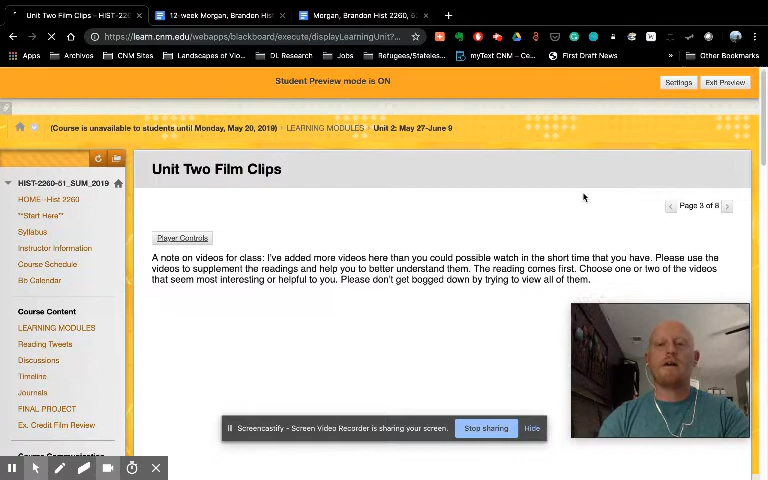 Unit Two Film Clips – HIST-226
12-week Morgan, Brandon Hist
Morgan, Brandon Hist 2260, 6
https://learn.cnm.edu/webapps/blackboard/execute/displayLearningUnit?...
Apps
Archivos
CNM Sites
Landscapes of Vio...
DL Research
Jobs
Refugees/Stateles...
myText CNM – Ce...
First Draft News
»
Other Bookmarks
Student Preview mode is ON
Settings
Exit Preview
(Course is unavailable to students until Monday, May 20, 2019) > LEARNING MODULES > Unit 2: May 27-June 9
HIST-2260-51_SUM_2019
HOME--Hist 2260
**Start Here**
Syllabus
Instructor Information
Course Schedule
Bb Calendar
Course Content
LEARNING MODULES
Reading Tweets
Discussions
Timeline
Journals
FINAL PROJECT
Ex. Credit Film Review
Unit Two Film Clips
Page 3 of 8
Player Controls
A note on videos for class: I've added more videos here than you could possible watch in the short time that you have. Please use the
videos to supplement the readings and help you to better understand them. The reading comes first. Choose one or two of the videos
that seem most interesting or helpful to you. Please don't get bogged down by trying to view all of them.
Screencastify - Screen Video Recorder is sharing your screen.
Stop sharing
Hide